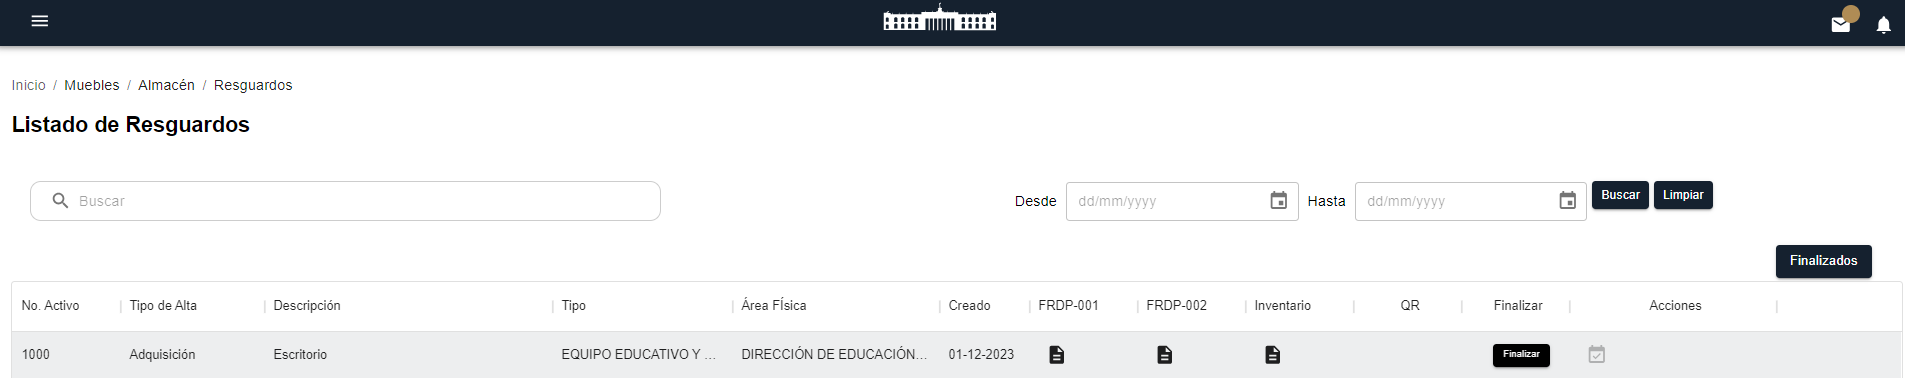 Inicio / Muebles / Almacén / Resguardos
Listado de Resguardos
Buscar Desde dd/mm/yyyy Hasta dd/mm/yyyy Buscar Limpiar
Finalizados
No. Activo Tipo de Alta Descripción Tipo Área FÍsica Creado FRDP-001 FRDP-002 Inventario QR Finalizar Acciones
1000 Adquisición Escritorio EQUIPO EDUCATIVO Y ... DIRECCIÓN DE EDUCACIÓN... 01-12-2023 Finalizar